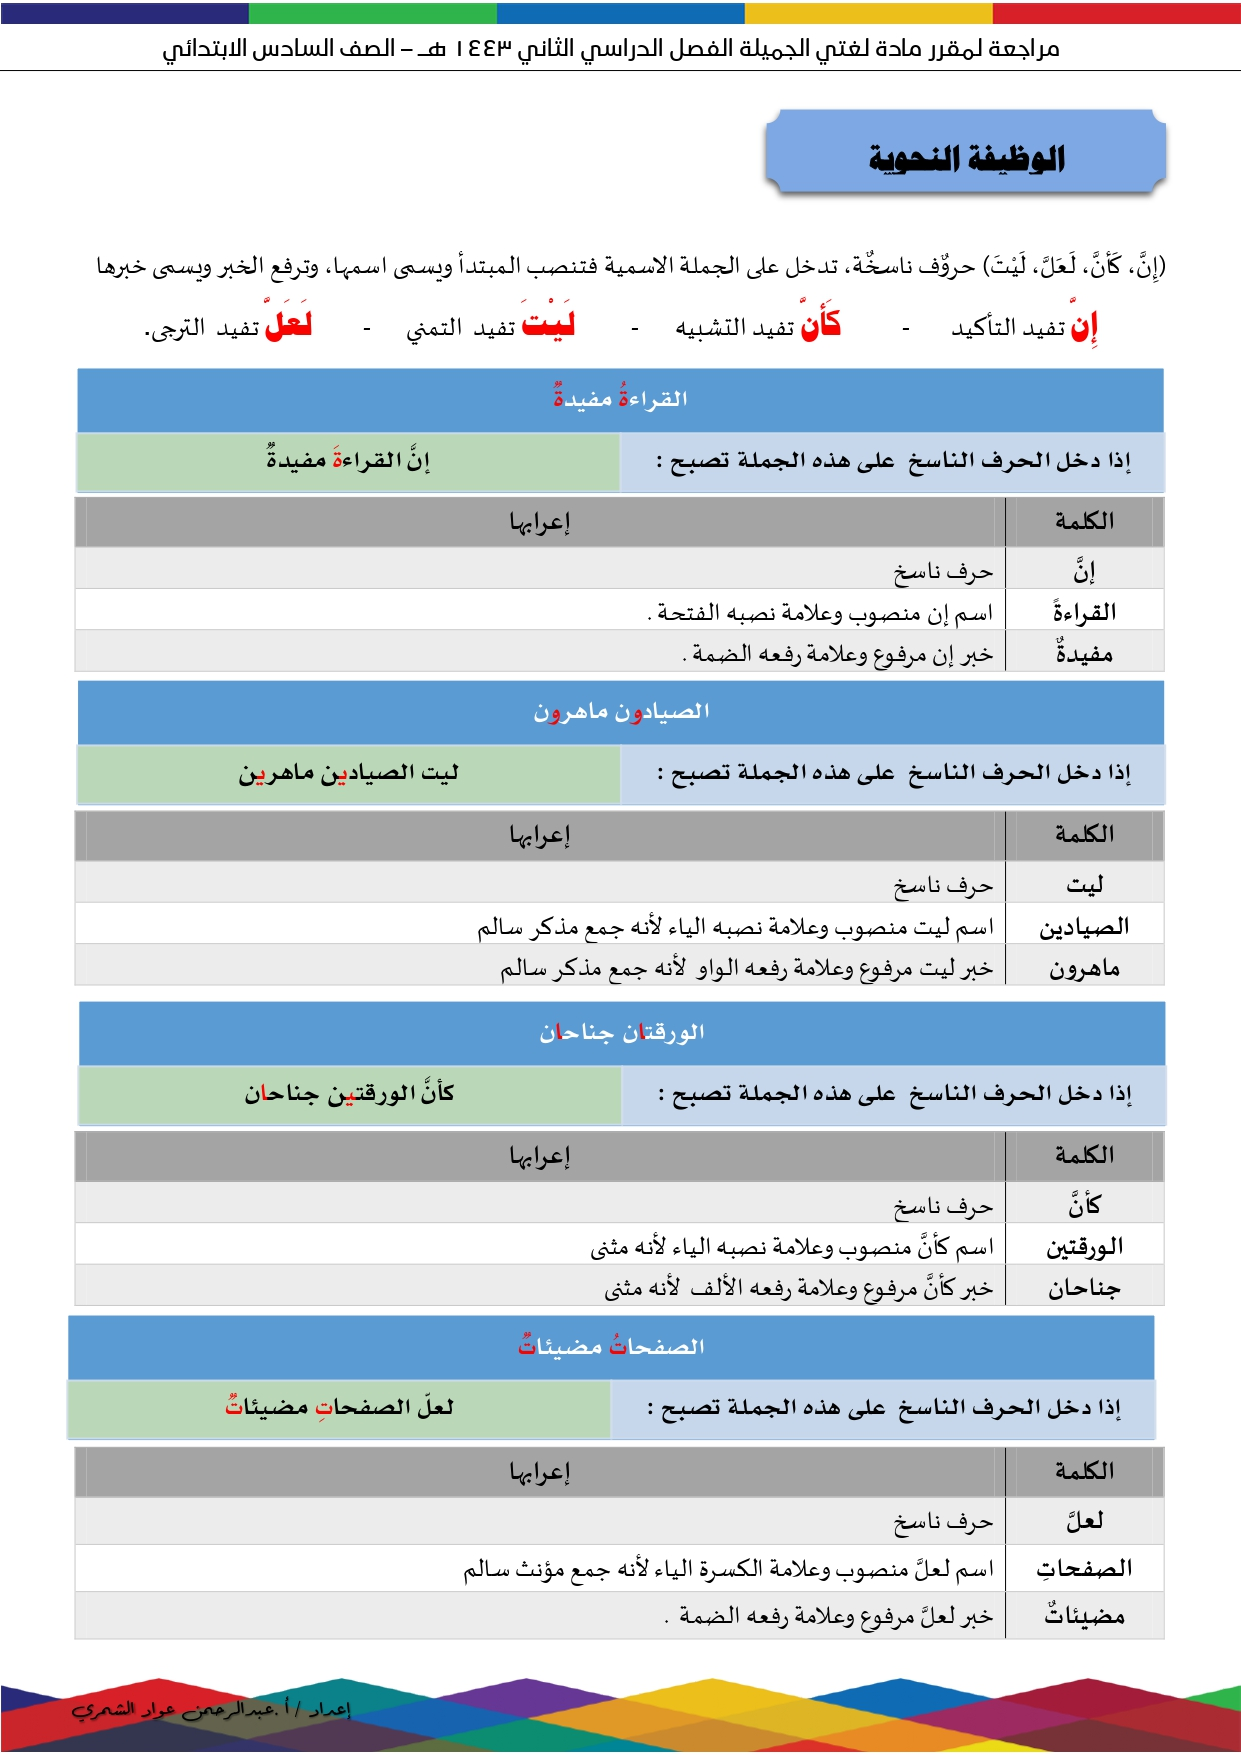 مراجعة لمقرر مادة لغتي الجميلة الفصل الدراسي الثاني ١٤٤٣ هـ – الصف السادس الابتدائي
الوظيفة النحوية
(إِنَّ، كَأنَّ، لَعَلَّ، لَيْتَ) حروٌف ناسخٌة، تدخل على الجملة الاسمية فتنصب المبتدأ ويسمى اسمها، وترفع الخبر ويسمى خبرها
إِنَّ تفيد التأكيد - كَأَنَّ تفيد التشبيه - لَيْتَ تفيد التمني - لَعَلَّ تفيد الترجى.
القراءةُ مفيدةٌ
إذا دخل الحرف الناسخ على هذه الجملة تصبح : إنَّ القراءةَ مفيدةٌ
الكلمة إعرابها
إنَّ حرف ناسخ
القراءةً اسم إن منصوب وعلامة نصبه الفتحة .
مفيدةٌ خبر إن مرفوع وعلامة رفعه الضمة .
الصيادون ماهرون
إذا دخل الحرف الناسخ على هذه الجملة تصبح : ليت الصيادين ماهرين
الكلمة إعرابها
ليت حرف ناسخ
الصيادين اسم ليت منصوب وعلامة نصبه الياء لأنه جمع مذكر سالم
ماهرون خبر ليت مرفوع وعلامة رفعه الواو لأنه جمع مذكر سالم
الورقتان جناحان
إذا دخل الحرف الناسخ على هذه الجملة تصبح : كأنَّ الورقتين جناحان
الكلمة إعرابها
كأنَّ حرف ناسخ
الورقتين اسم كأنَّ منصوب وعلامة نصبه الياء لأنه مثنى
جناحان خبر كأنَّ مرفوع وعلامة رفعه الألف لأنه مثنى
الصفحاتُ مضيئاتٌ
إذا دخل الحرف الناسخ على هذه الجملة تصبح : لعلّ الصفحاتِ مضيئاتٌ
الكلمة إعرابها
لعلَّ حرف ناسخ
الصفحاتِ اسم لعلَّ منصوب وعلامة الكسرة الياء لأنه جمع مؤنث سالم
مضيئاتٌ خبر لعلَّ مرفوع وعلامة رفعه الضمة .
إعداد / أ .عبدالرحمن عواد الشمري